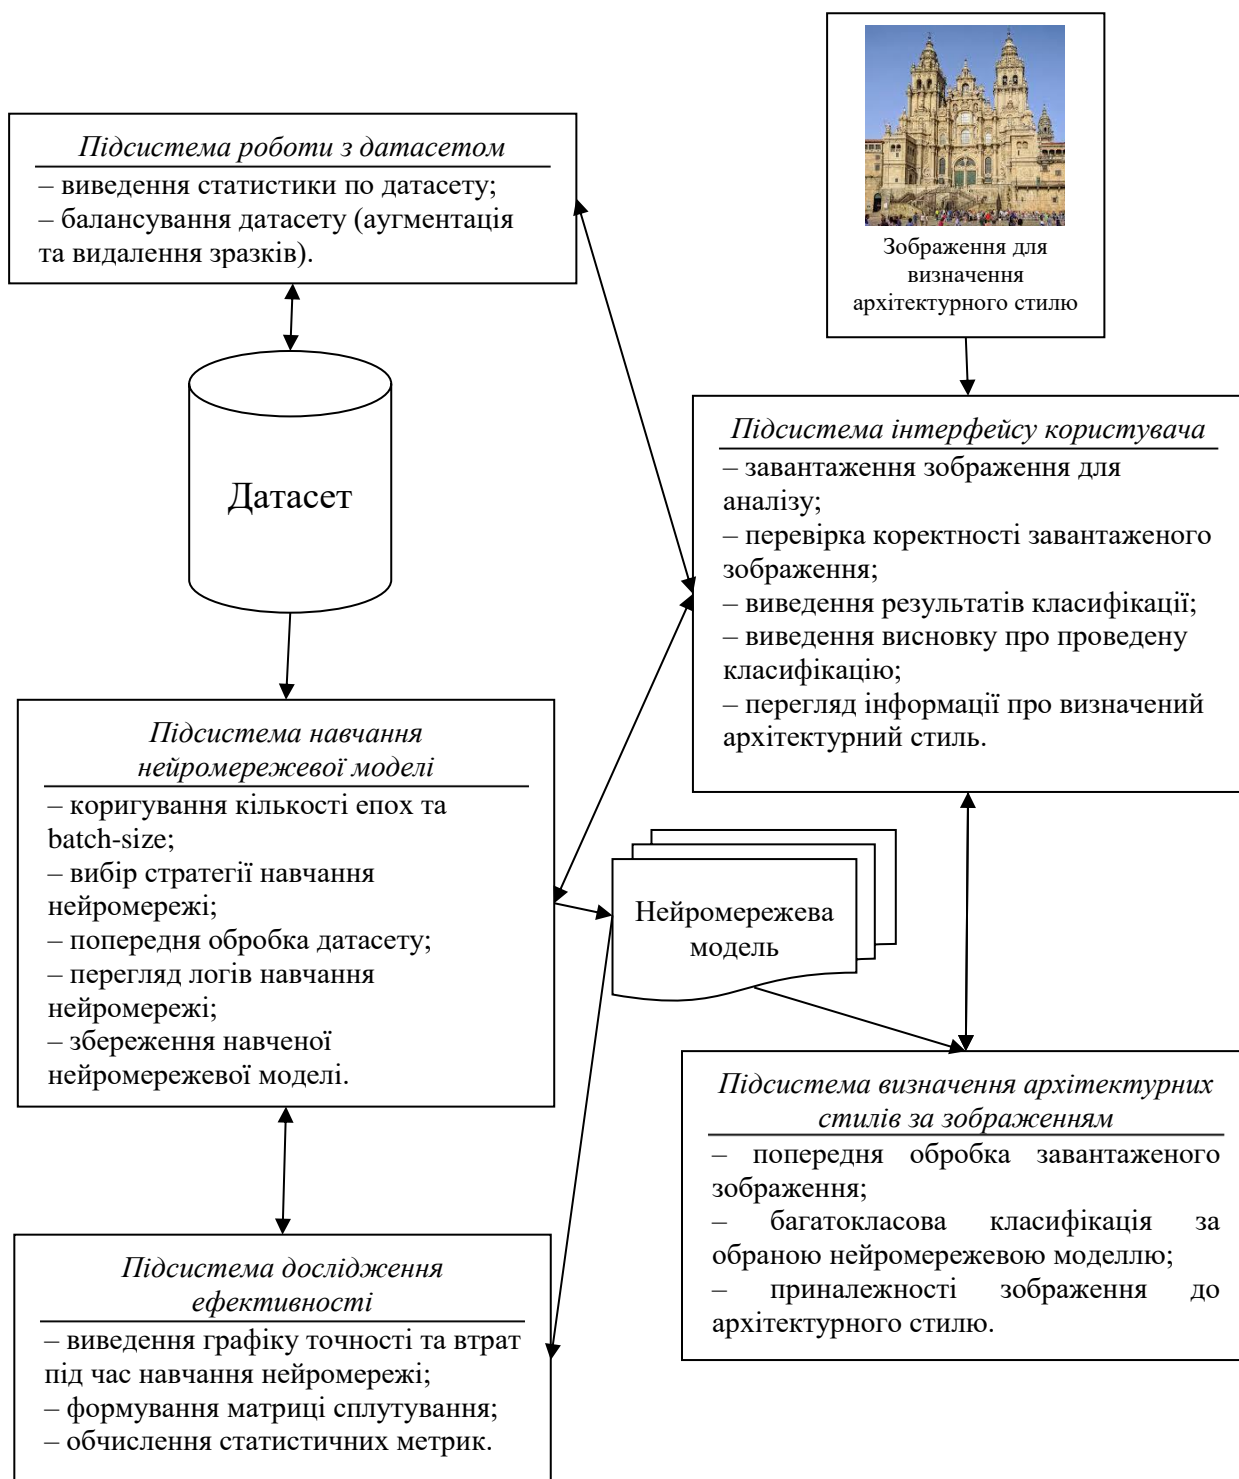 Підсистема роботи з датасетом
– виведення статистики по датасету;
– балансування датасету (аугментація
та видалення зразків).
Зображення для
визначення
архітектурного стилю
Датасет
Підсистема інтерфейсу користувача
– завантаження зображення для
аналізу;
– перевірка коректності завантаженого
зображення;
– виведення результатів класифікації;
– виведення висновку про проведену
класифікацію;
– перегляд інформації про визначений
архітектурний стиль.
Підсистема навчання
нейромережевої моделі
– коригування кількості епох та
batch-size;
– вибір стратегії навчання
нейромережі;
– попередня обробка датасету;
– перегляд логів навчання
нейромережі;
– збереження навченої
нейромережевої моделі.
Нейромережева
модель
Підсистема визначення архітектурних
стилів за зображенням
– попередня обробка завантаженого
зображення;
– багатокласова класифікація за
обраною нейромережевою моделлю;
– приналежності зображення до
архітектурного стилю.
Підсистема дослідження
ефективності
– виведення графіку точності та втрат
під час навчання нейромережі;
– формування матриці сплутування;
– обчислення статистичних метрик.